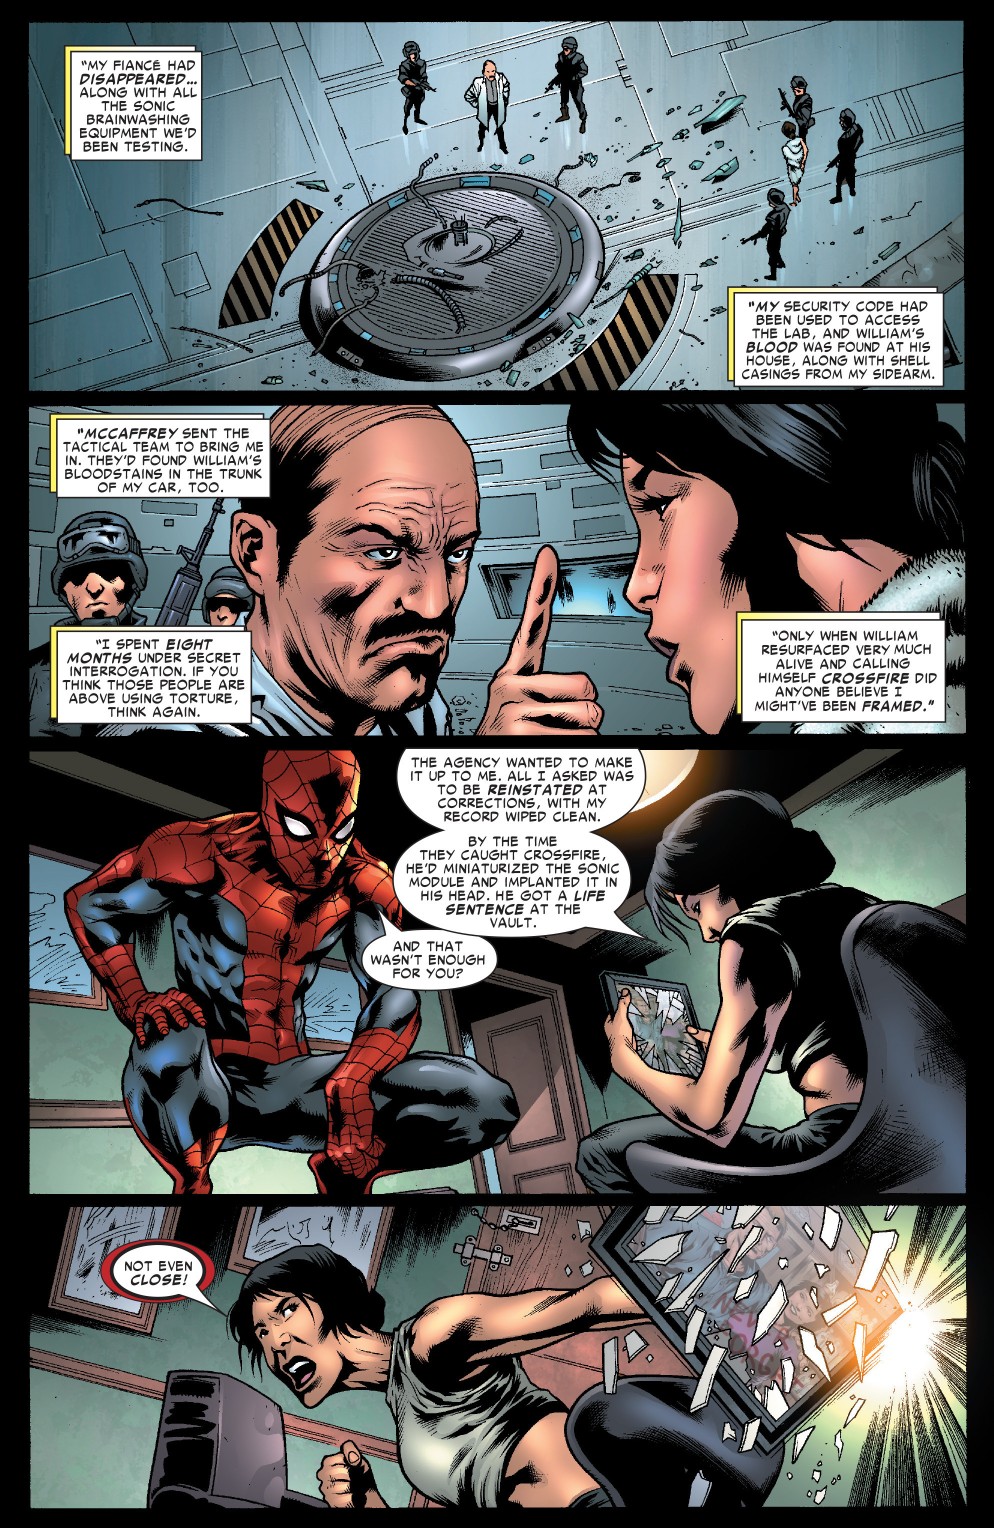 "MY FIANCÉ HAD
DISAPPEARED...
ALONG WITH ALL
THE SONIC
BRAINWASHING
EQUIPMENT WE'D
BEEN TESTING.
"MY SECURITY CODE HAD
BEEN USED TO ACCESS
THE LAB, AND WILLIAM'S
BLOOD WAS FOUND AT HIS
HOUSE, ALONG WITH SHELL
CASINGS FROM MY SIDEARM.
"MCCAFFREY SENT THE
TACTICAL TEAM TO BRING ME
IN. THEY'D FOUND WILLIAM'S
BLOODSTAINS IN THE TRUNK
OF MY CAR, TOO.
"I SPENT EIGHT
MONTHS UNDER SECRET
INTERROGATION. IF YOU
THINK THOSE PEOPLE ARE
ABOVE USING TORTURE,
THINK AGAIN.
"ONLY WHEN WILLIAM
RESURFACED VERY MUCH
ALIVE AND CALLING
HIMSELF CROSSFIRE DID
ANYONE BELIEVE I
MIGHT'VE BEEN FRAMED."
THE AGENCY WANTED TO MAKE
IT UP TO ME. ALL I ASKED WAS
TO BE REINSTATED AT
CORRECTIONS, WITH MY
RECORD WIPED CLEAN.
BY THE TIME
THEY CAUGHT CROSSFIRE,
HE'D MINIATURIZED THE SONIC
MODULE AND IMPLANTED IT IN
HIS HEAD. HE GOT A LIFE
SENTENCE AT THE
VAULT.
AND THAT
WASN'T ENOUGH
FOR YOU?
NOT EVEN
CLOSE!